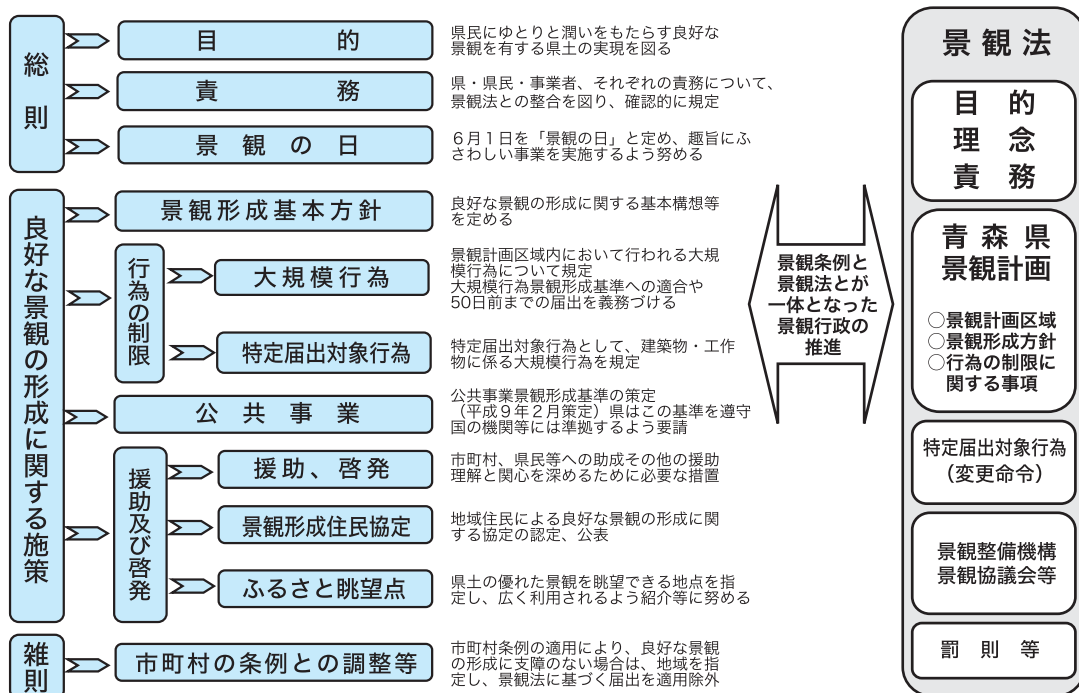 総則
目的
県民にゆとりと潤いをもたらす良好な
景観を有する県土の実現を図る
責務
県・県民・事業者、それぞれの責務について、
景観法との整合を図り、確認的に規定
景観の日
６月１日を「景観の日」と定め、趣旨にふ
さわしい事業を実施するよう努める
良好な景観の形成に関する施策
景観形成基本方針
良好な景観の形成に関する基本構想等
を定める
行為の制限
大規模行為
景観計画区域内において行われる大規
模行為について規定
大規模行為景観形成基準への適合や
50日前までの届出を義務づける
特定届出対象行為
特定届出対象行為として、建築物・工作
物に係る大規模行為を規定
公共事業
公共事業景観形成基準の策定
（平成９年２月策定）県はこの基準を遵守
国の機関等には準拠するよう要請
援助及び啓発
援助、啓発
市町村、県民等への助成その他の援助
理解と関心を深めるために必要な措置
景観形成住民協定
地域住民による良好な景観の形成に関
する協定の認定、公表
ふるさと眺望点
県土の優れた景観を眺望できる地点を指
定し、広く利用されるよう紹介等に努める
雑則
市町村の条例との調整等
市町村条例の適用により、良好な景観
の形成に支障のない場合は、地域を指
定し、景観法に基づく届出を適用除外
景観条例と
景観法とが
一体となった
景観行政の
推進
景観法
目的
理念
責務
青森県
景観計画
○景観計画区域
○景観形成方針
○行為の制限に
関する事項
特定届出対象行為
（変更命令）
景観整備機構
景観協議会等
罰則等